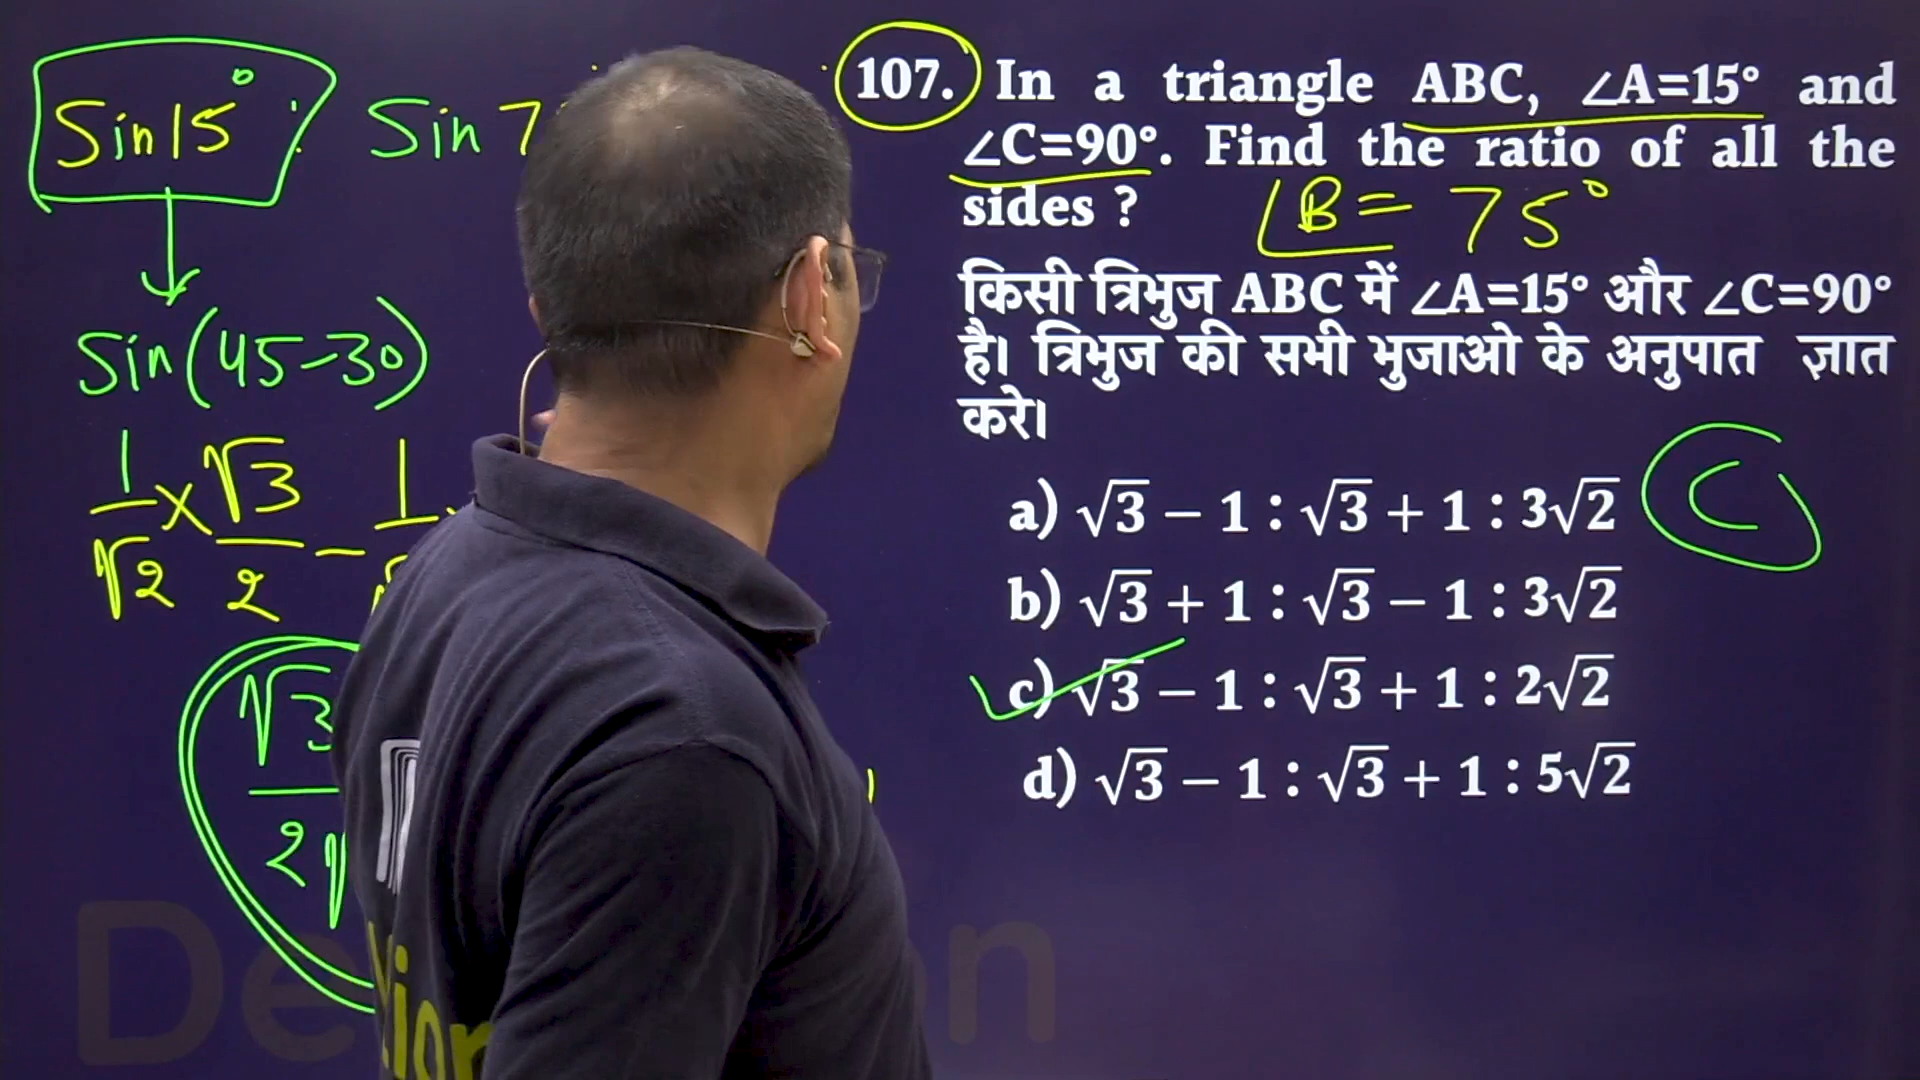 Sin15° : Sin 7
Sin(45-30)
1/√2 × √3/2 - 1
√3
2√
107. In a triangle ABC, ∠A=15° and
∠C=90°. Find the ratio of all the
sides ?
∠B = 75°
किसी त्रिभुज ABC में ∠A=15° और ∠C=90°
है। त्रिभुज की सभी भुजाओ के अनुपात ज्ञात
करे।
a) √3 − 1 : √3 + 1 : 3√2
C
b) √3 + 1 : √3 − 1 : 3√2
c) √3 − 1 : √3 + 1 : 2√2
d) √3 − 1 : √3 + 1 : 5√2